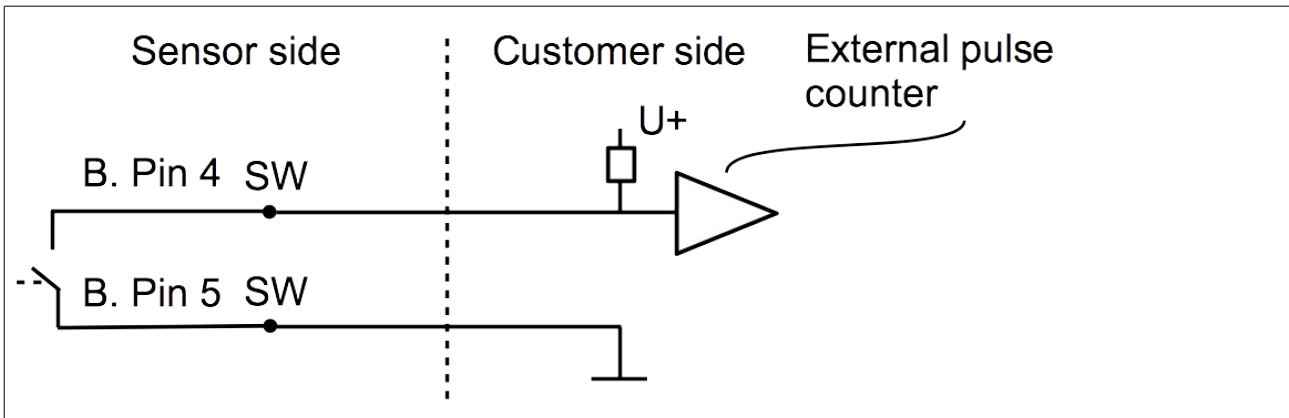 Sensor side
Customer side
External pulse
counter
U+
B. Pin 4 SW
B. Pin 5 SW